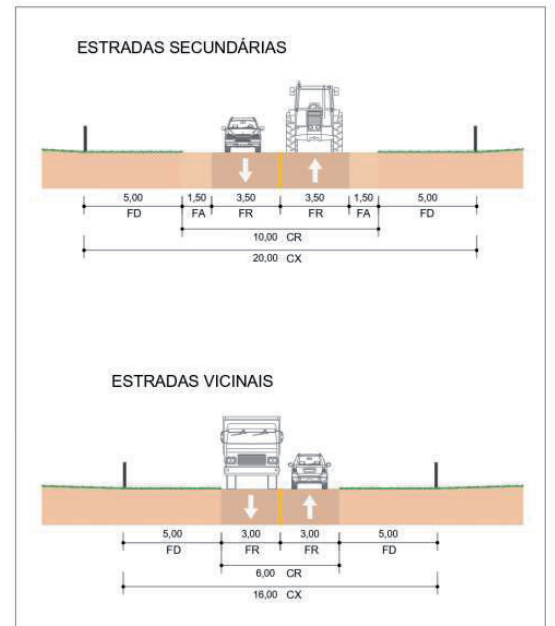 ESTRADAS SECUNDÁRIAS
5,00 1,50 3,50 3,50 1,50 5,00
FD FA FR FR FA FD
10,00 CR
20,00 CX
ESTRADAS VICINAIS
5,00 3,00 3,00 5,00
FD FR FR FD
6,00 CR
16,00 CX